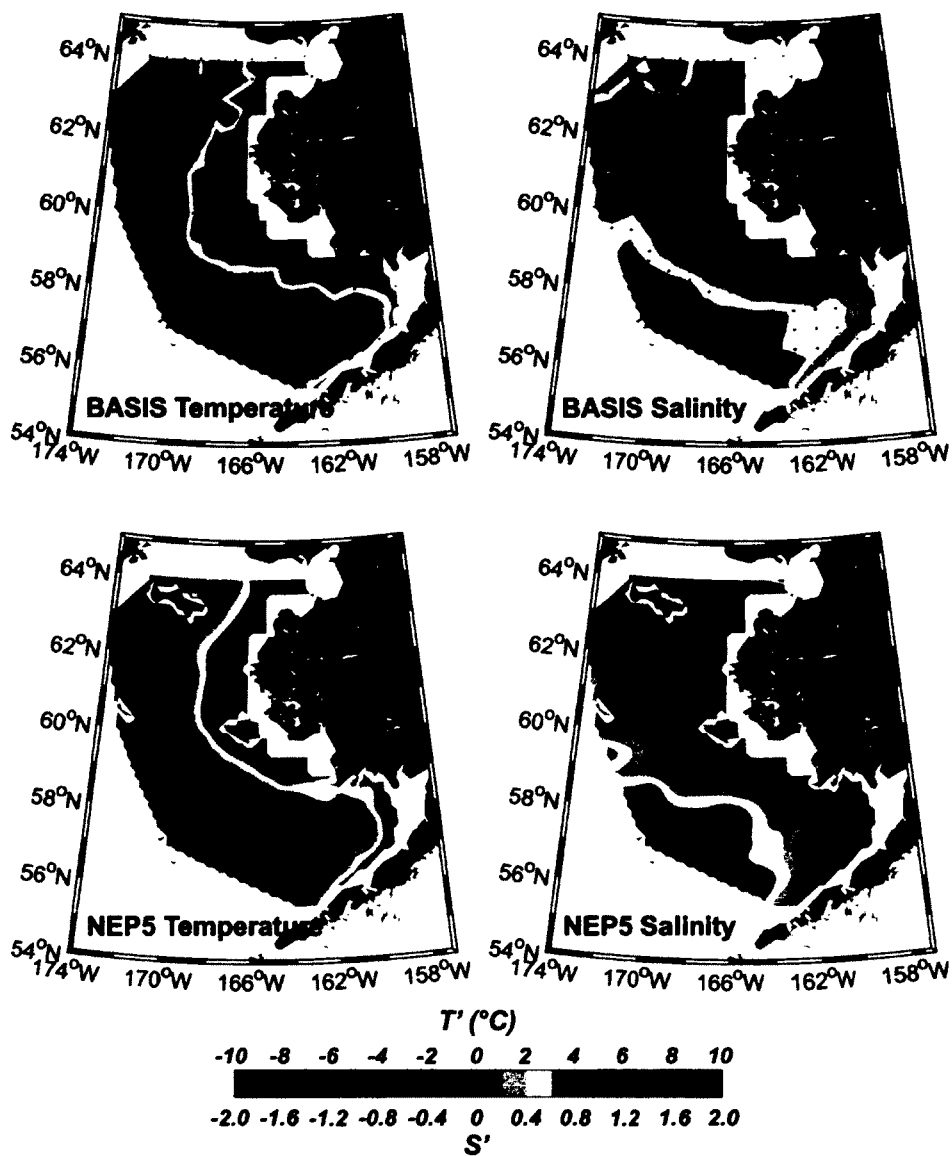 64°N
62°N
60°N
58°N
56°N
54°N
174°W 170°W 166°W 162°W 158°W
BASIS Temperature
64°N
62°N
60°N
58°N
56°N
54°N
174°W 170°W 166°W 162°W 158°W
BASIS Salinity
64°N
62°N
60°N
58°N
56°N
54°N
174°W 170°W 166°W 162°W 158°W
NEP5 Temperature
64°N
62°N
60°N
58°N
56°N
54°N
174°W 170°W 166°W 162°W 158°W
NEP5 Salinity
T' (°C)
-10 -8 -6 -4 -2 0 2 4 6 8 10
-2.0 -1.6 -1.2 -0.8 -0.4 0 0.4 0.8 1.2 1.6 2.0
S'